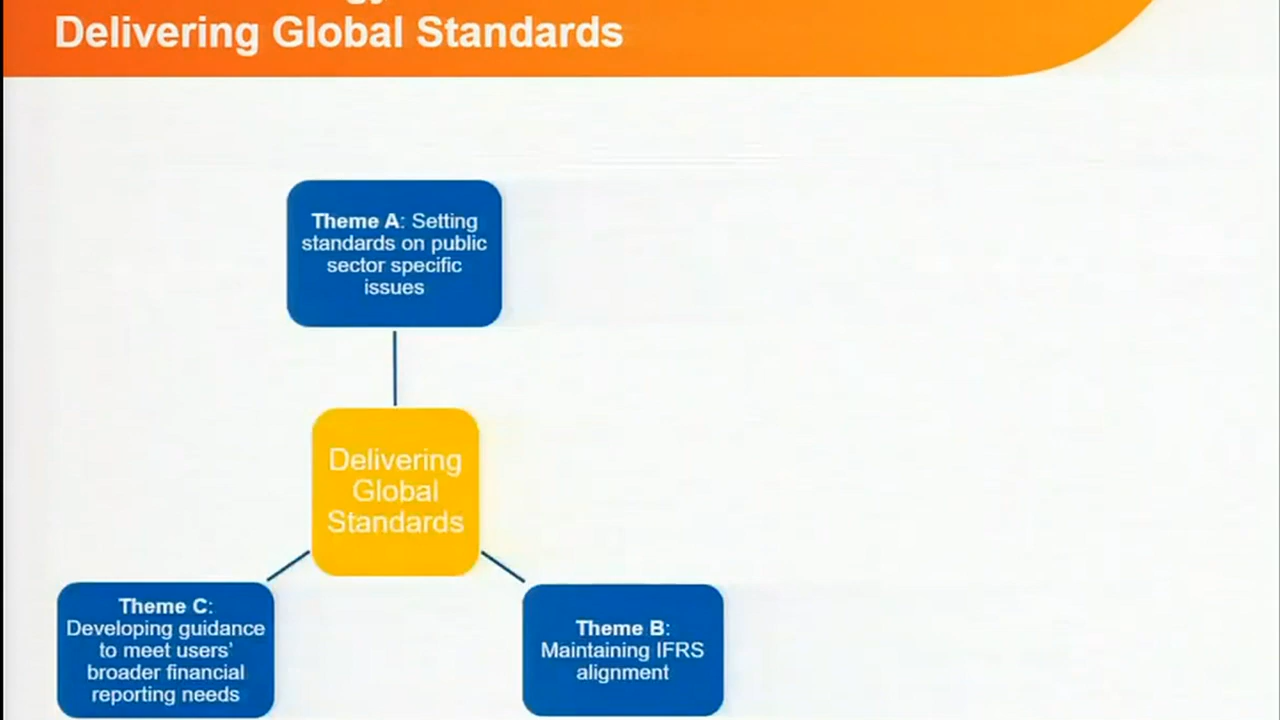 Delivering Global Standards
Theme A: Setting
standards on public
sector specific
issues
Delivering
Global
Standards
Theme C:
Developing guidance
to meet users'
broader financial
reporting needs
Theme B:
Maintaining IFRS
alignment